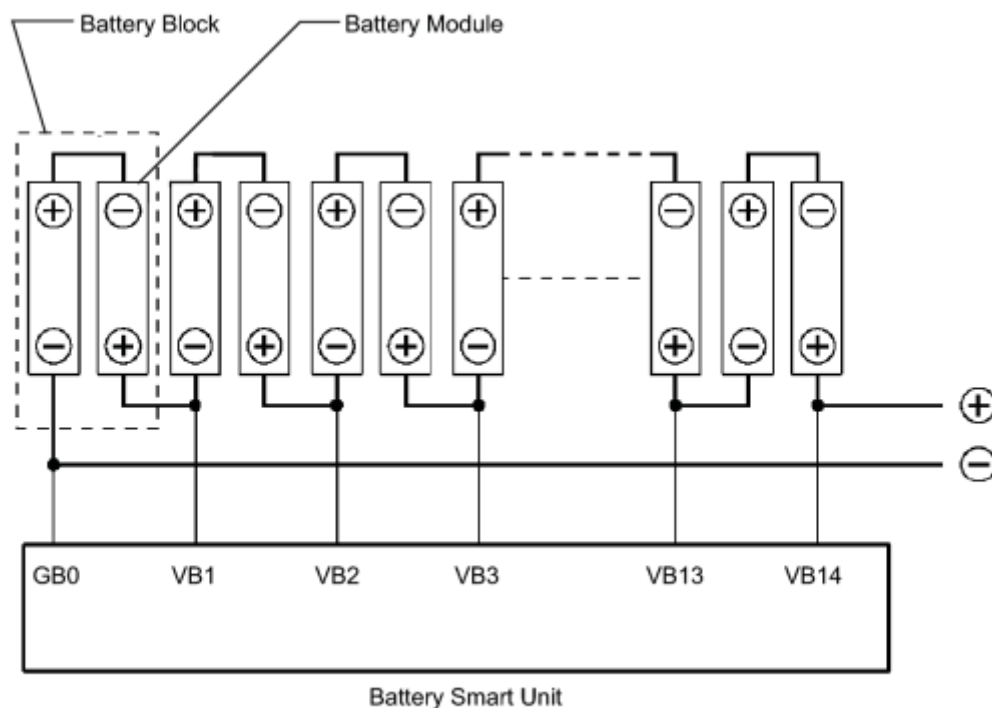 Battery Block
Battery Module
+ − + − + − + − + −
− + − + − + − + − +
+
−
GB0 VB1 VB2 VB3 VB13 VB14
Battery Smart Unit